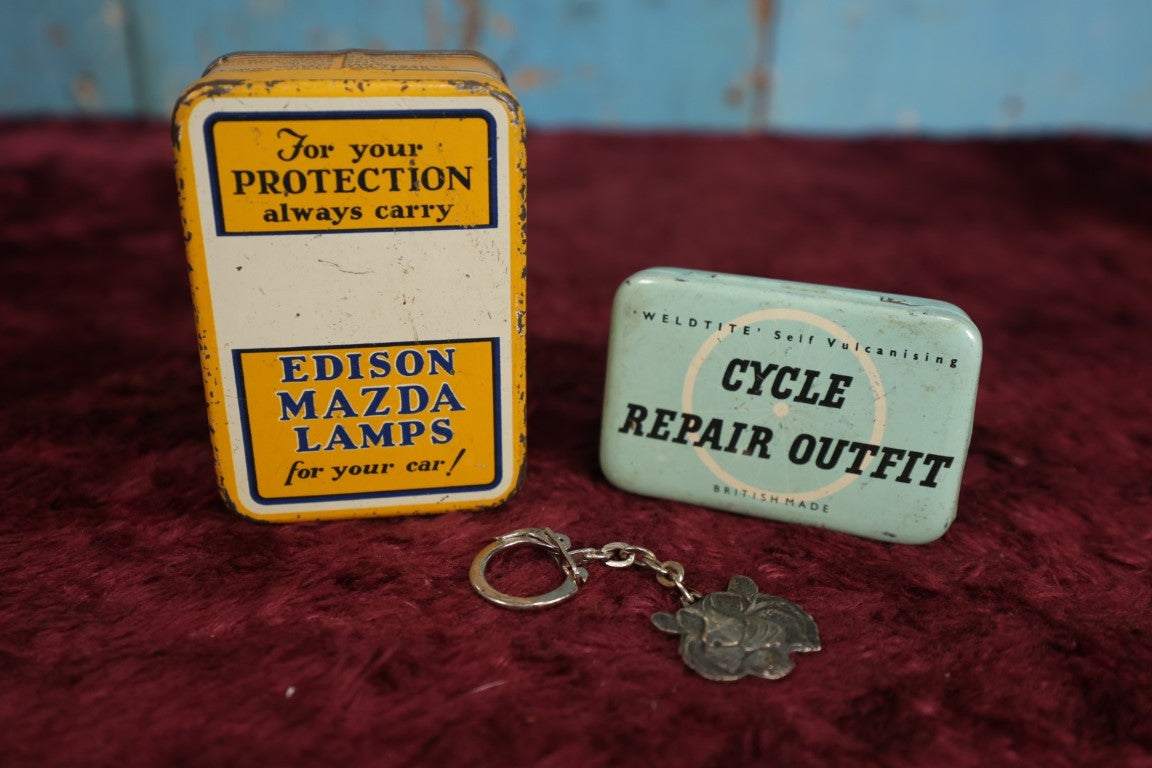 For your
PROTECTION
always carry
EDISON
MAZDA
LAMPS
for your car!
'WELDTITE' Self Vulcanising
CYCLE
REPAIR OUTFIT
BRITISH MADE